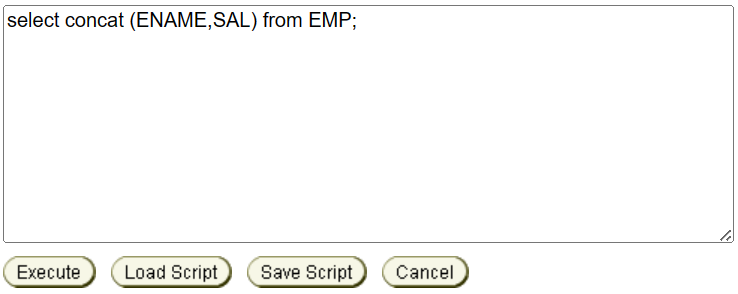 select concat (ENAME,SAL) from EMP;
Execute Load Script Save Script Cancel